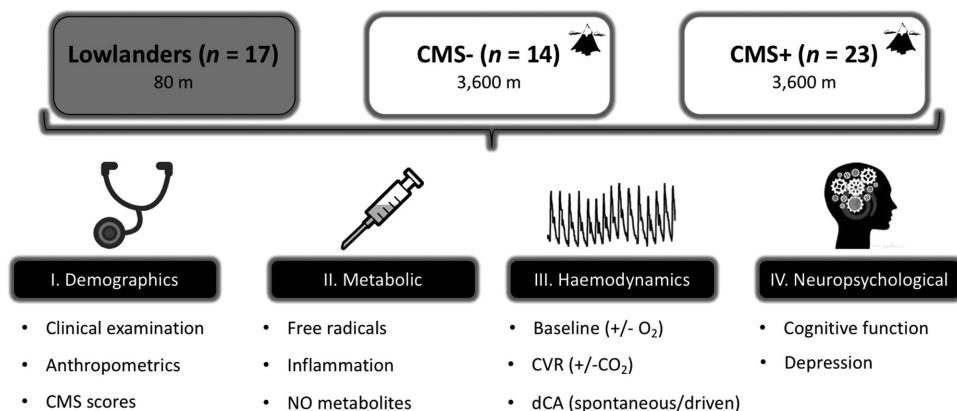 Lowlanders (n = 17)
80 m
CMS- (n = 14)
3,600 m
CMS+ (n = 23)
3,600 m
I. Demographics
• Clinical examination
• Anthropometrics
• CMS scores
II. Metabolic
• Free radicals
• Inflammation
• NO metabolites
III. Haemodynamics
• Baseline (+/- O₂)
• CVR (+/-CO₂)
• dCA (spontaneous/driven)
IV. Neuropsychological
• Cognitive function
• Depression